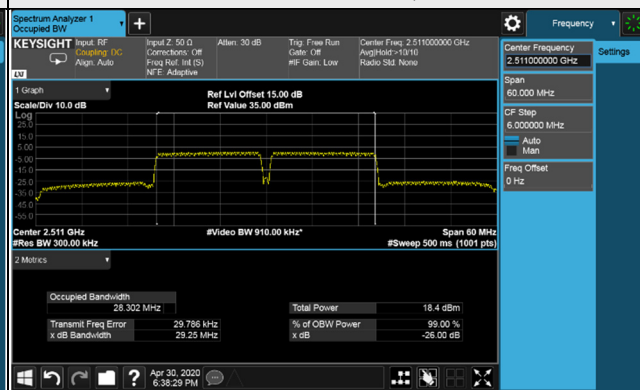 Spectrum Analyzer 1
Occupied BW
Frequency
KEYSIGHT
Input: RF
Coupling: DC
Align: Auto
Input Z: 50 Ω
Corrections: Off
Freq Ref: Int (S)
NFE: Adaptive
Atten: 30 dB
Trig: Free Run
Gate: Off
#IF Gain: Low
Center Freq: 2.511000000 GHz
Avg|Hold:>10/10
Radio Std: None
LXI
Center Frequency
2.511000000 GHz
Settings
Span
60.000 MHz
CF Step
6.000000 MHz
Auto
Man
Freq Offset
0 Hz
1 Graph
Scale/Div 10.0 dB
Ref Lvl Offset 15.00 dB
Ref Value 35.00 dBm
Log
25.0
15.0
5.00
-5.00
-15.0
-25.0
-35.0
-45.0
-55.0
Center 2.511 GHz
#Res BW 300.00 kHz
#Video BW 910.00 kHz*
Span 60 MHz
#Sweep 500 ms (1001 pts)
2 Metrics
Occupied Bandwidth
28.302 MHz
Total Power 18.4 dBm
Transmit Freq Error 29.786 kHz
% of OBW Power 99.00 %
x dB Bandwidth 29.25 MHz
x dB -26.00 dB
Apr 30, 2020
6:38:29 PM